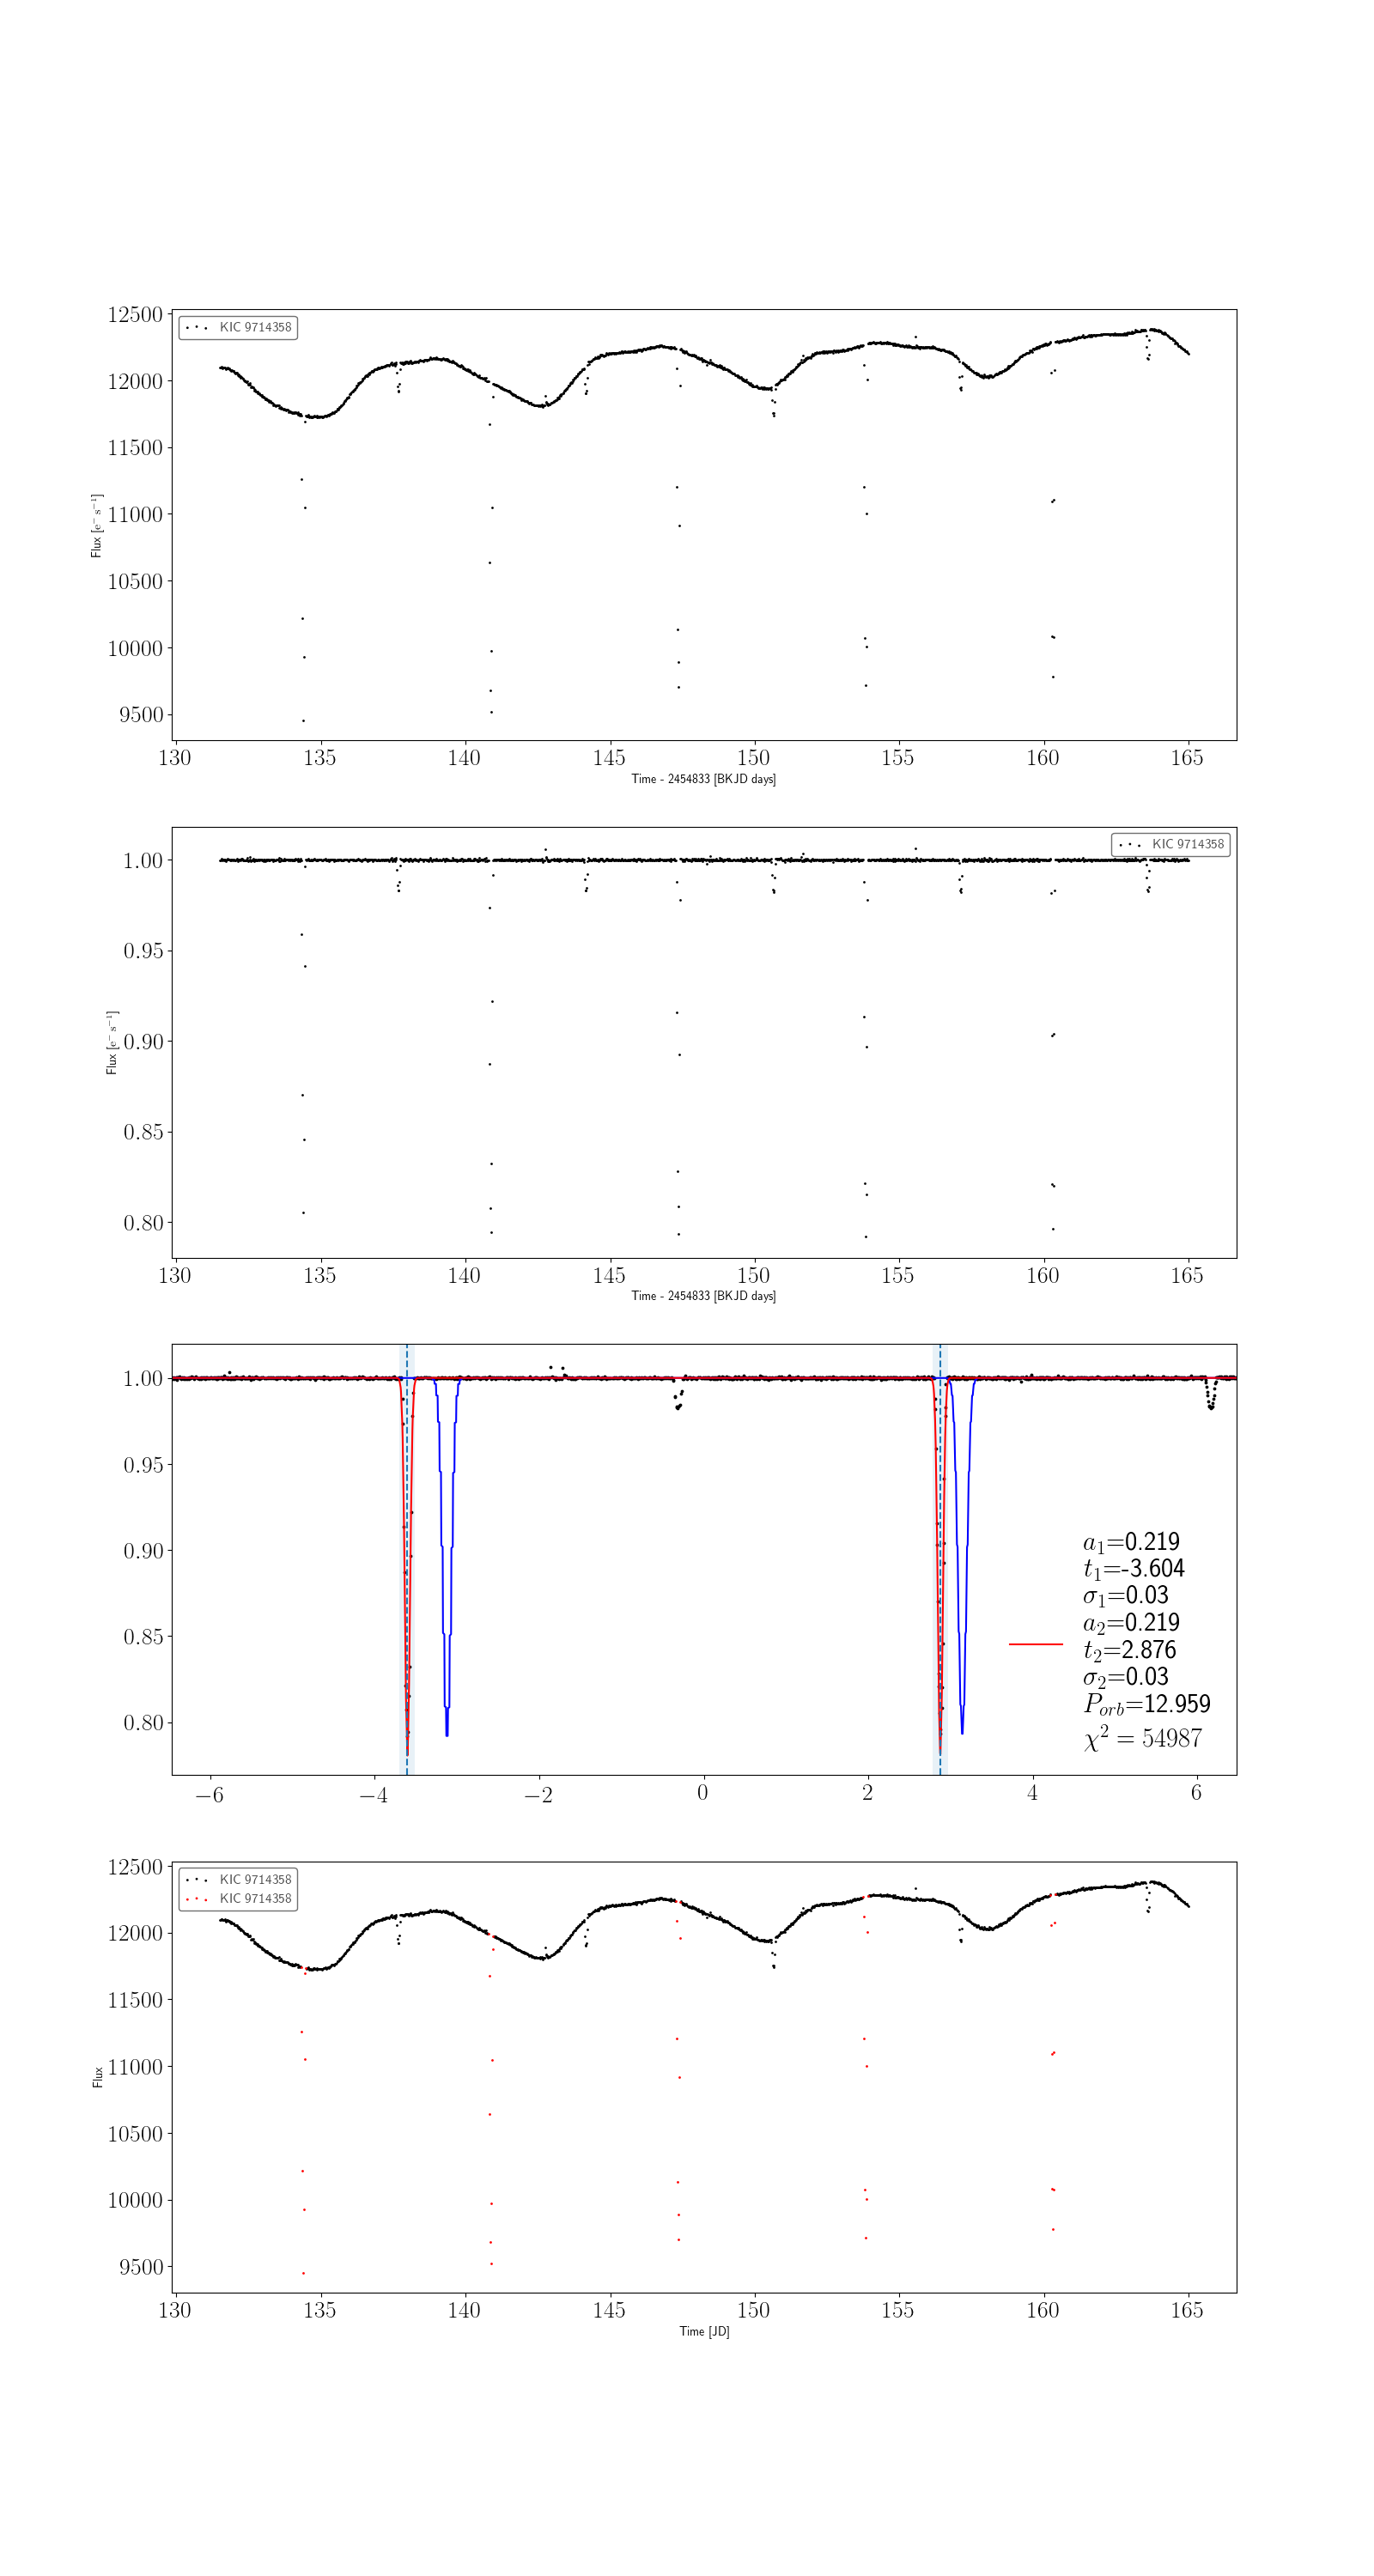 12500
12000
11500
11000
10500
10000
9500
Flux [e⁻ s⁻¹]
KIC 9714358
130 135 140 145 150 155 160 165
Time - 2454833 [BKJD days]
1.00
0.95
0.90
0.85
0.80
Flux [e⁻ s⁻¹]
KIC 9714358
130 135 140 145 150 155 160 165
Time - 2454833 [BKJD days]
1.00
0.95
0.90
0.85
0.80
a₁=0.219
t₁=-3.604
σ₁=0.03
a₂=0.219
t₂=2.876
σ₂=0.03
P_orb=12.959
χ² = 54987
−6 −4 −2 0 2 4 6
12500
12000
11500
11000
10500
10000
9500
Flux
KIC 9714358
KIC 9714358
130 135 140 145 150 155 160 165
Time [JD]